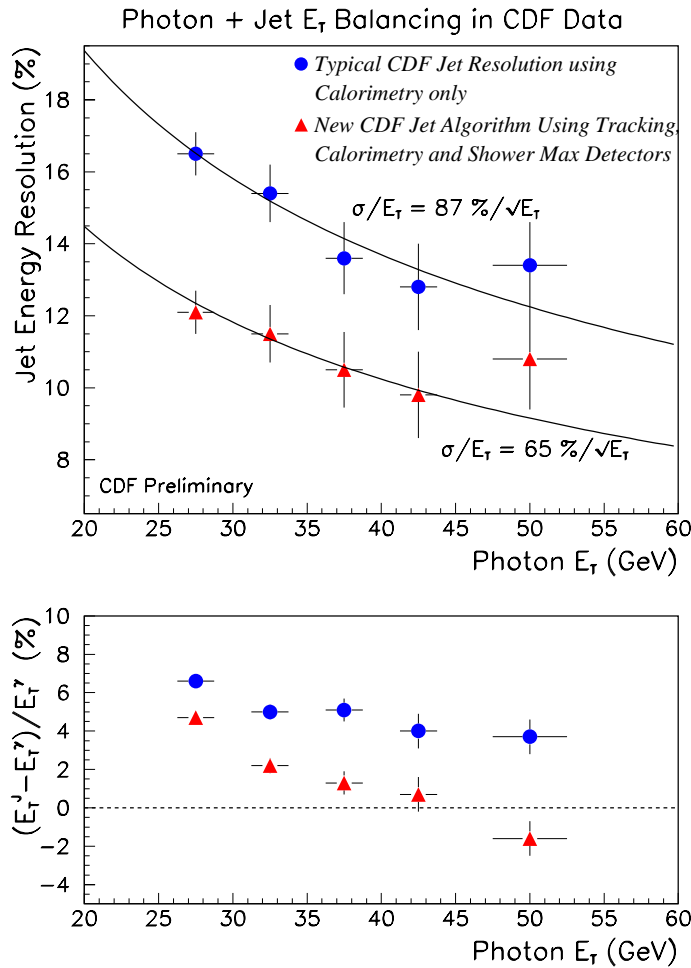 Photon + Jet E_T Balancing in CDF Data
Jet Energy Resolution (%)
18
16
14
12
10
8
Typical CDF Jet Resolution using
Calorimetry only
New CDF Jet Algorithm Using Tracking,
Calorimetry and Shower Max Detectors
σ/E_T = 87 %/√E_T
σ/E_T = 65 %/√E_T
CDF Preliminary
20 25 30 35 40 45 50 55 60
Photon E_T (GeV)
(E_T^J−E_T^γ)/E_T^γ (%)
10
8
6
4
2
0
−2
−4
20 25 30 35 40 45 50 55 60
Photon E_T (GeV)